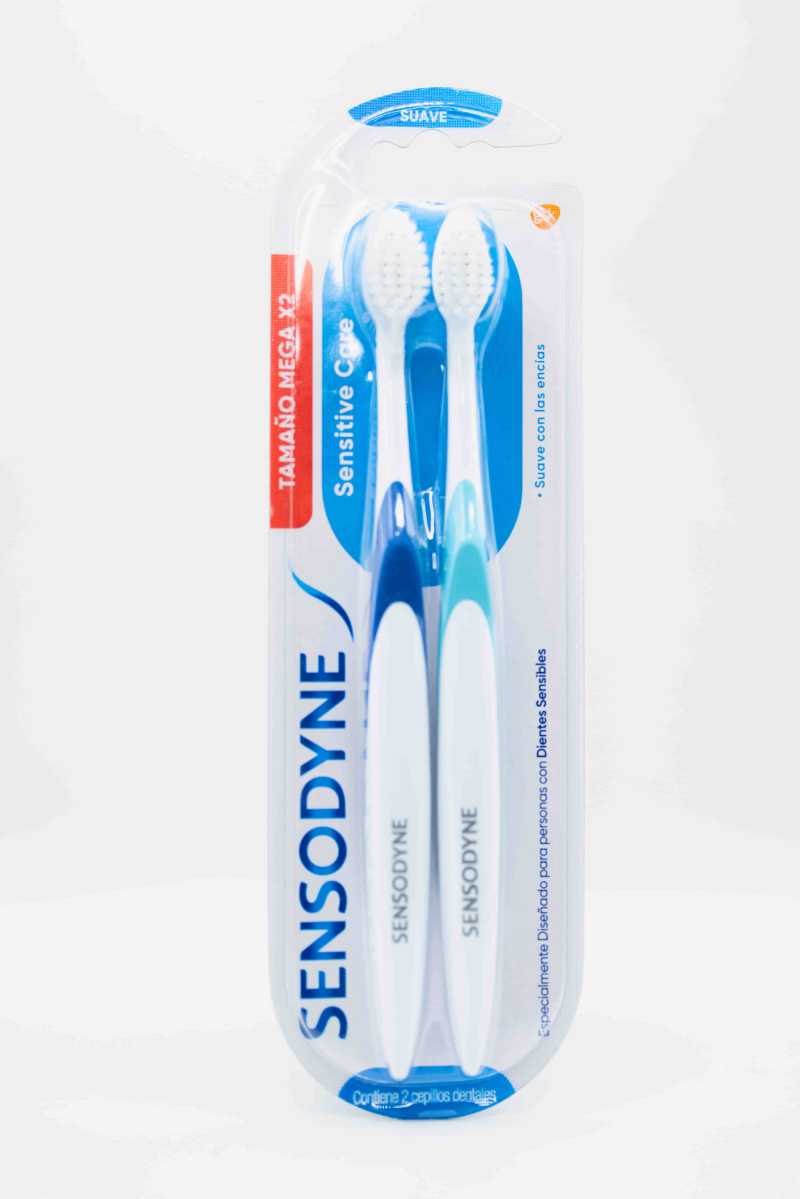 SUAVE
gsk
TAMAÑO MEGA X2
Sensitive Care
• Suave con las encías
SENSODYNE
Especialmente Diseñado para personas con Dientes Sensibles
SENSODYNE
SENSODYNE
Contiene 2 cepillos dentales